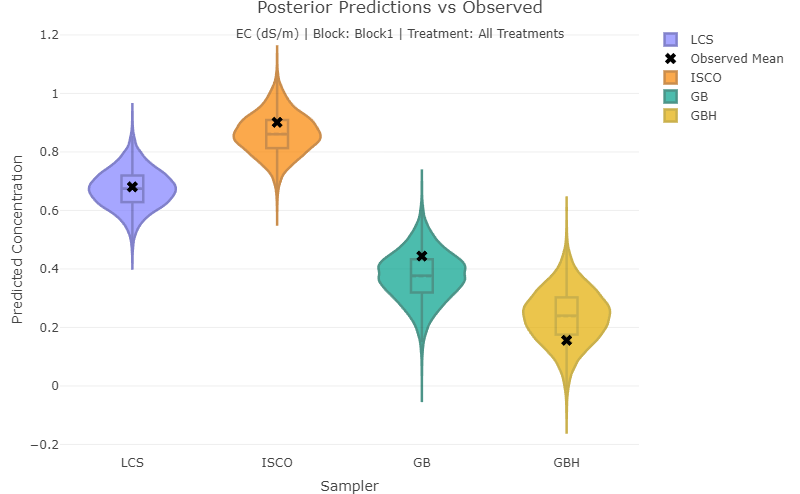 Posterior Predictions vs Observed
EC (dS/m) | Block: Block1 | Treatment: All Treatments
LCS
Observed Mean
ISCO
GB
GBH
Predicted Concentration
1.2
1
0.8
0.6
0.4
0.2
0
−0.2
LCS
ISCO
GB
GBH
Sampler